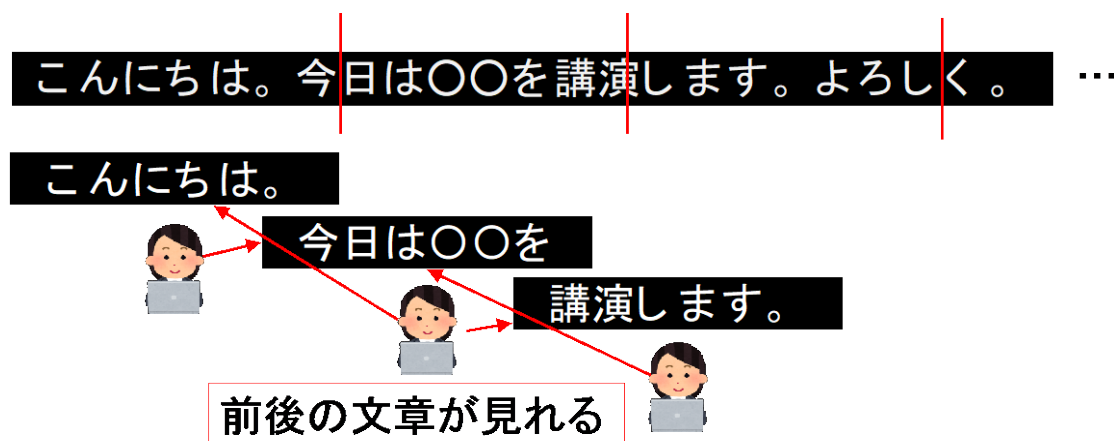 こんにちは。今日は〇〇を講演します。よろしく。 …
こんにちは。
今日は〇〇を
講演します。
前後の文章が見れる